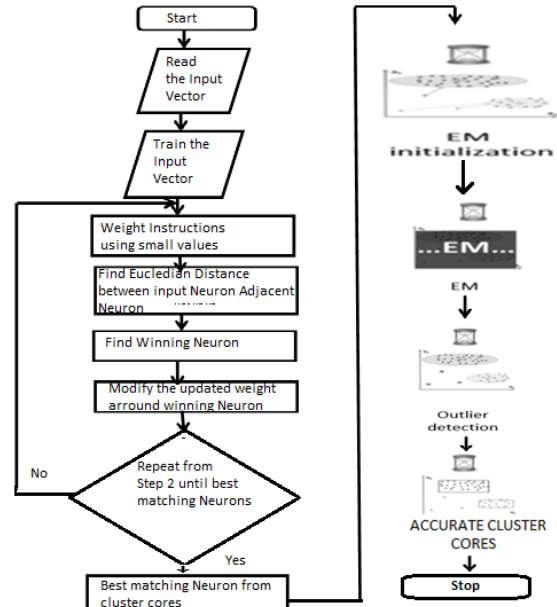 Start
Read
the Input
Vector
Train the
Input
Vector
Weight Instructions
using small values
Find Eucledian Distance
between input Neuron Adjacent
Neuron
Find Winning Neuron
Modify the updated weight
arround winning Neuron
Repeat from
Step 2 until best
matching Neurons
No
Yes
Best matching Neuron from
cluster cores
EM
initialization
...EM...
EM
Outlier
detection
ACCURATE CLUSTER
CORES
Stop